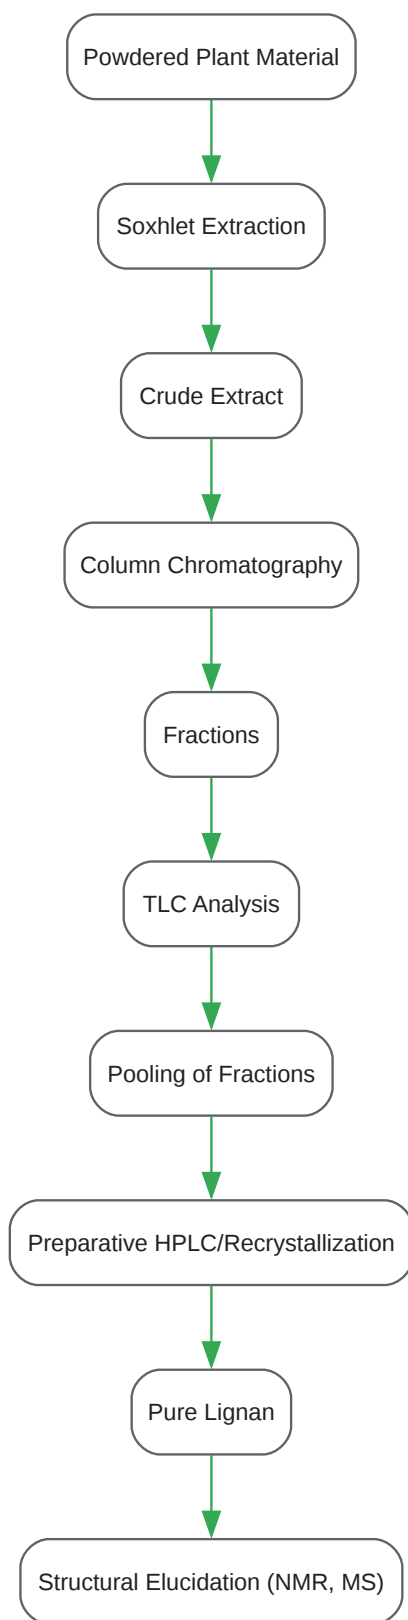 Powdered Plant Material
Soxhlet Extraction
Crude Extract
Column Chromatography
Fractions
TLC Analysis
Pooling of Fractions
Preparative HPLC/Recrystallization
Pure Lignan
Structural Elucidation (NMR, MS)